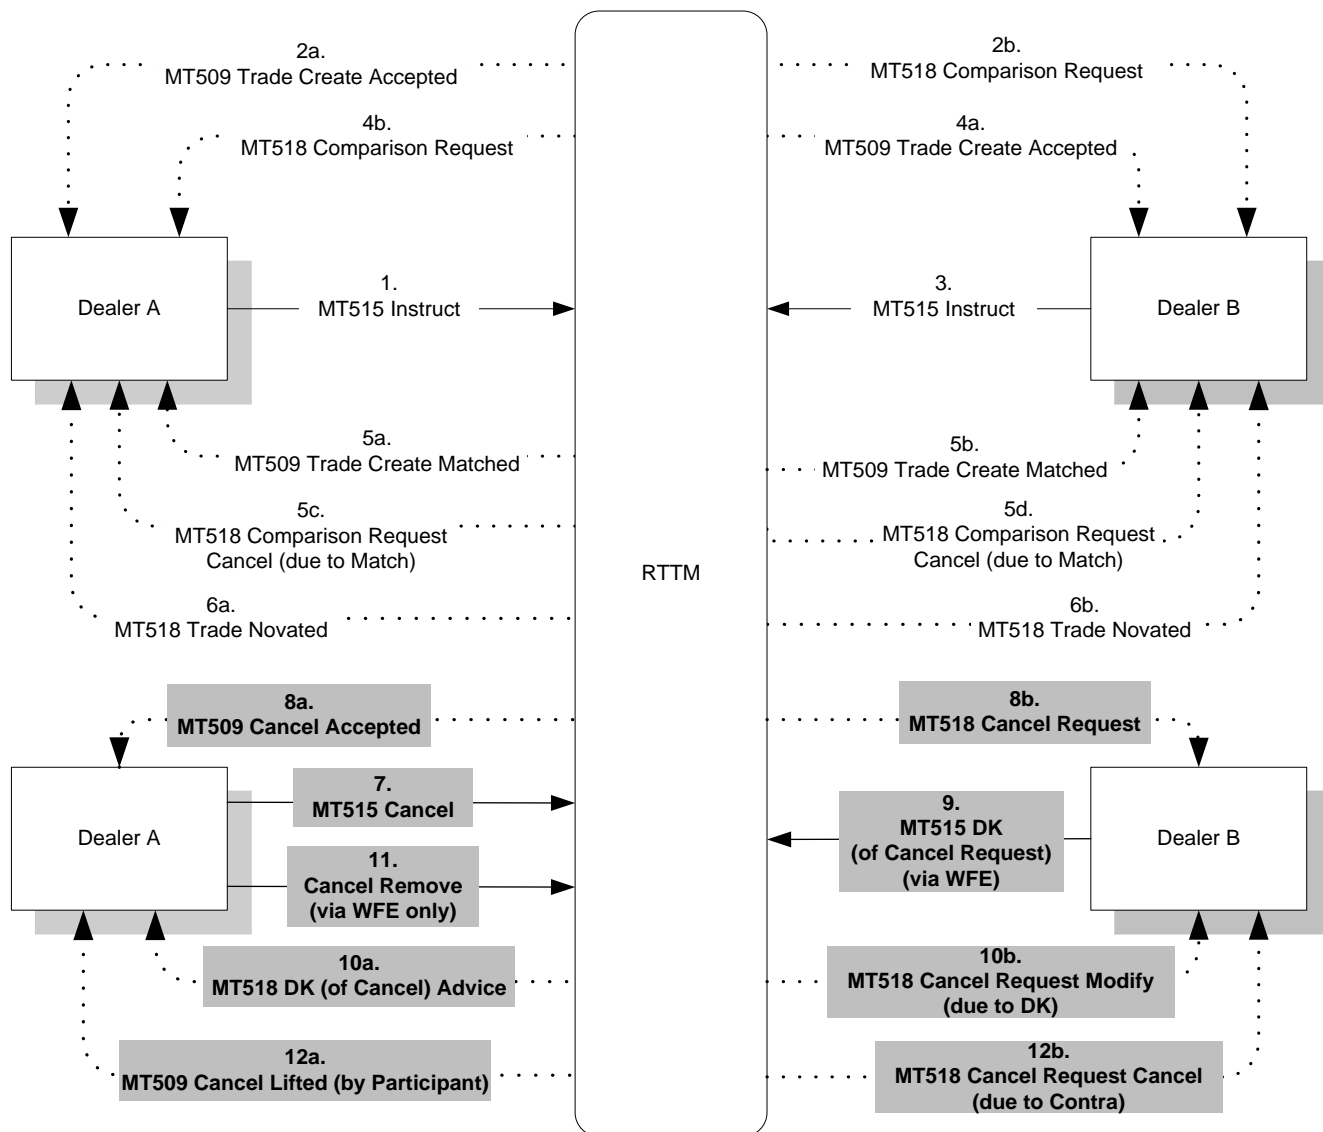 2a.
MT509 Trade Create Accepted
2b.
MT518 Comparison Request
4b.
MT518 Comparison Request
4a.
MT509 Trade Create Accepted
Dealer A
1.
MT515 Instruct
3.
MT515 Instruct
Dealer B
5a.
MT509 Trade Create Matched
5b.
MT509 Trade Create Matched
5c.
MT518 Comparison Request
Cancel (due to Match)
5d.
MT518 Comparison Request
Cancel (due to Match)
RTTM
6a.
MT518 Trade Novated
6b.
MT518 Trade Novated
8a.
MT509 Cancel Accepted
8b.
MT518 Cancel Request
Dealer A
7.
MT515 Cancel
9.
MT515 DK
(of Cancel Request)
(via WFE)
Dealer B
11.
Cancel Remove
(via WFE only)
10a.
MT518 DK (of Cancel) Advice
10b.
MT518 Cancel Request Modify
(due to DK)
12a.
MT509 Cancel Lifted (by Participant)
12b.
MT518 Cancel Request Cancel
(due to Contra)